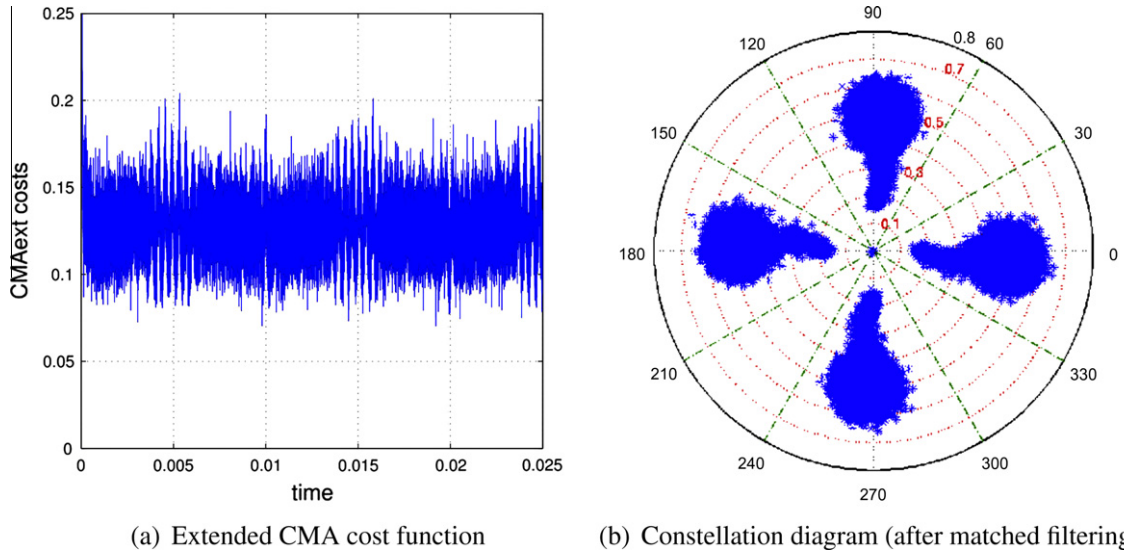 0.25
0.2
0.15
0.1
0.05
0
CMAext costs
0 0.005 0.01 0.015 0.02 0.025
time
90
120 0.8 60
0.7
150 0.5 30
0.3
0.1
180 0
210 330
240 300
270
(a) Extended CMA cost function
(b) Constellation diagram (after matched filtering